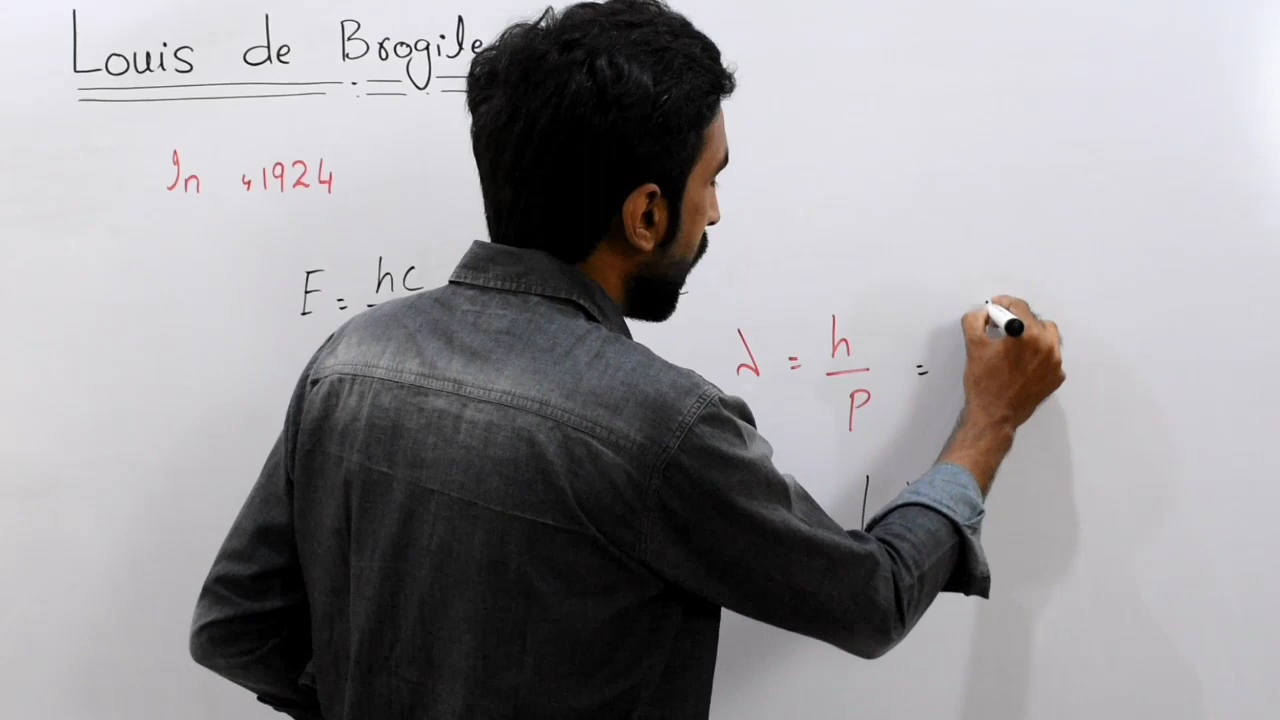 Louis de Brogile
In ,1924
E = hc
λ = h/p =